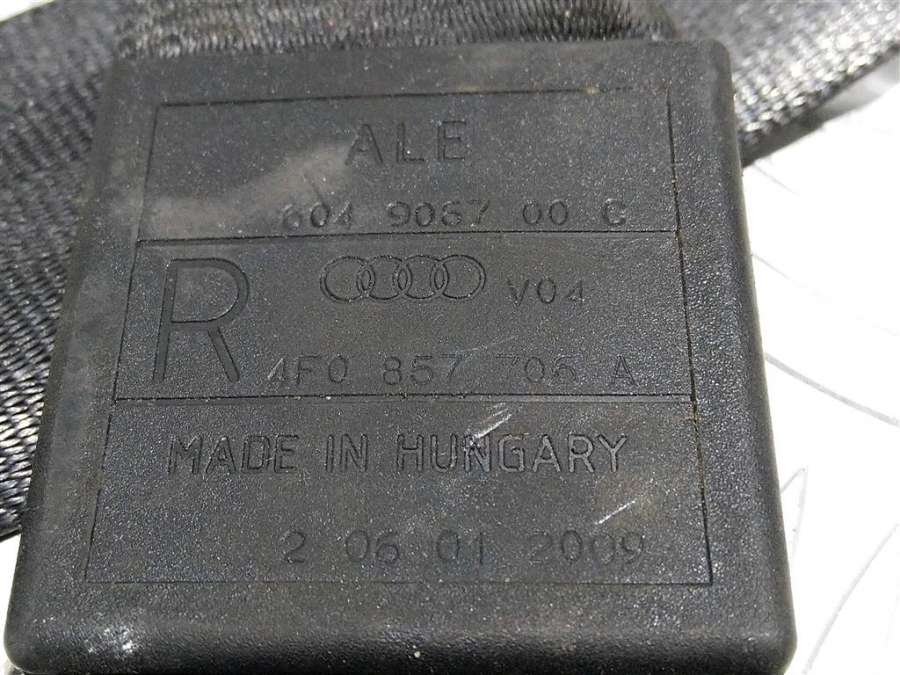 ALE
604 9067 00 C
R V04
4F0 857 706 A
MADE IN HUNGARY
2 06 01 2009